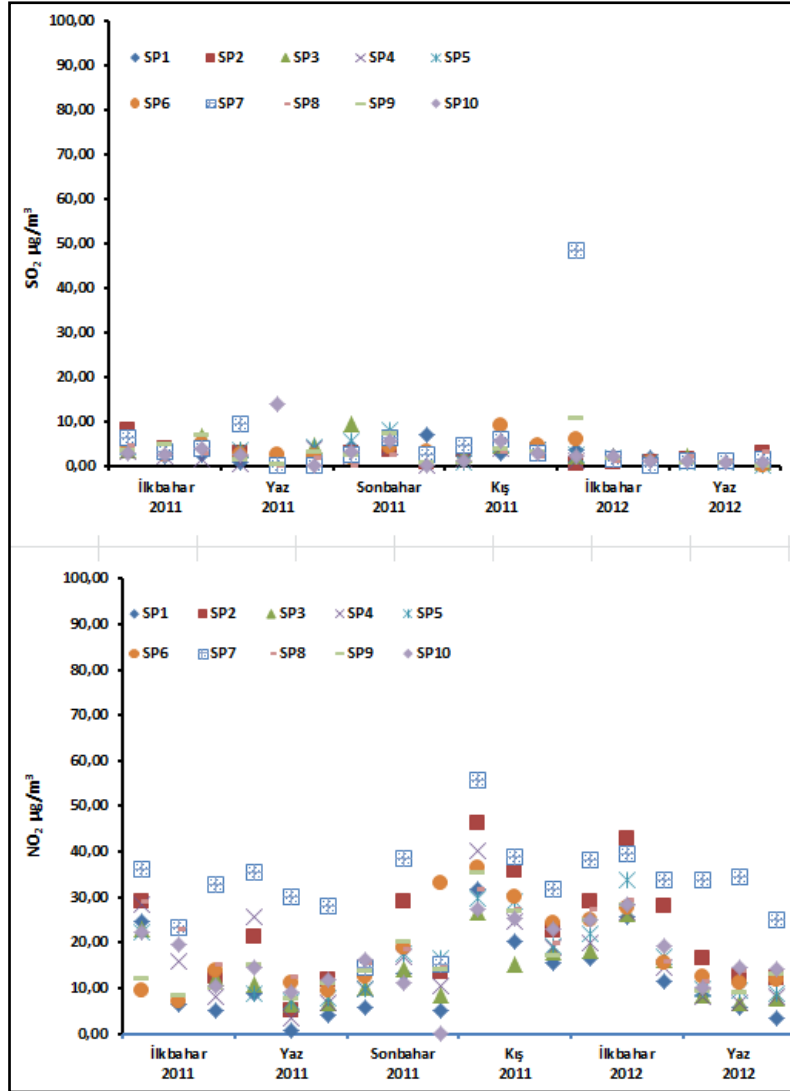 100,00
90,00
80,00
70,00
60,00
50,00
40,00
30,00
20,00
10,00
0,00
SO₂ µg/m³
SP1 SP2 SP3 SP4 SP5
SP6 SP7 SP8 SP9 SP10
İlkbahar Yaz Sonbahar Kış İlkbahar Yaz
2011 2011 2011 2011 2012 2012
100,00
90,00
80,00
70,00
60,00
50,00
40,00
30,00
20,00
10,00
0,00
NO₂ µg/m³
SP1 SP2 SP3 SP4 SP5
SP6 SP7 SP8 SP9 SP10
İlkbahar Yaz Sonbahar Kış İlkbahar Yaz
2011 2011 2011 2011 2012 2012